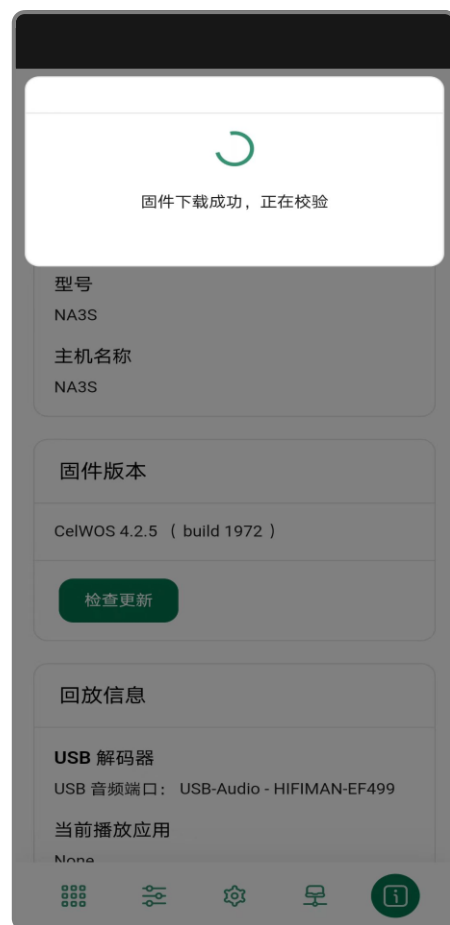 固件下载成功，正在校验
型号
NA3S
主机名称
NA3S
固件版本
CelWOS 4.2.5 （ build 1972 ）
检查更新
回放信息
USB 解码器
USB 音频端口： USB-Audio - HIFIMAN-EF499
当前播放应用
None